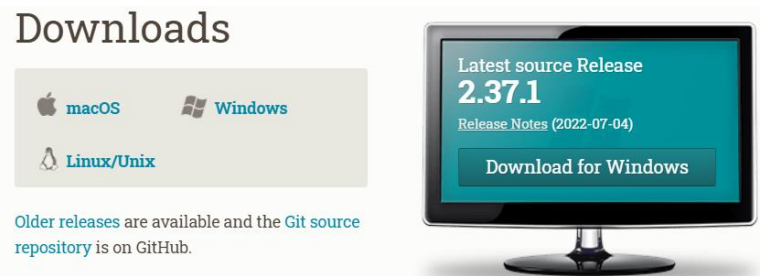 Downloads
macOS
Windows
Linux/Unix
Older releases are available and the Git source
repository is on GitHub.
Latest source Release
2.37.1
Release Notes (2022-07-04)
Download for Windows